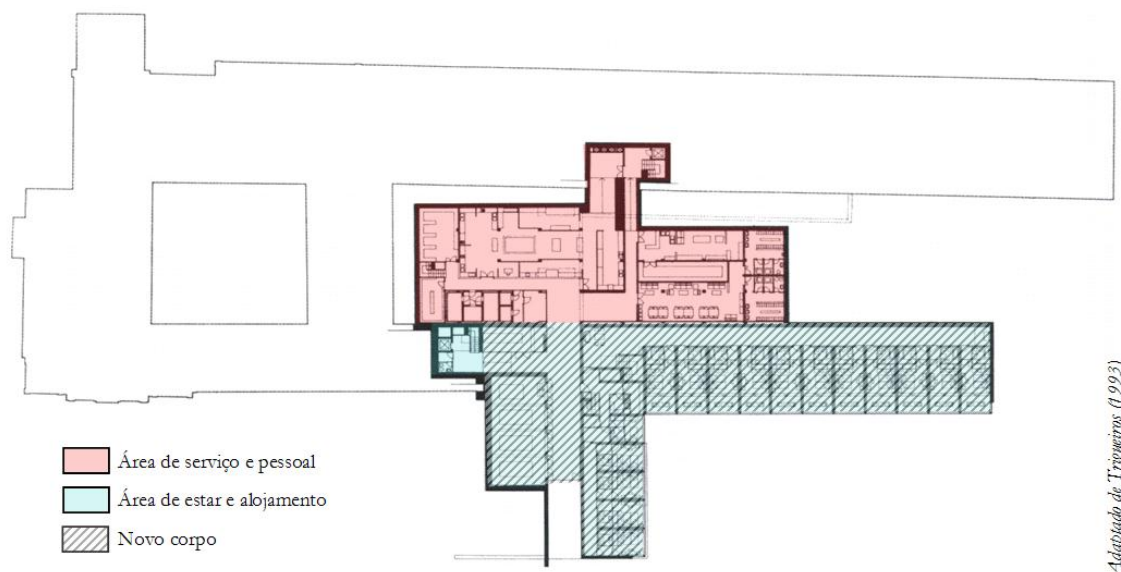 Área de serviço e pessoal
Área de estar e alojamento
Novo corpo
Adaptado de Trigueiros (1993)